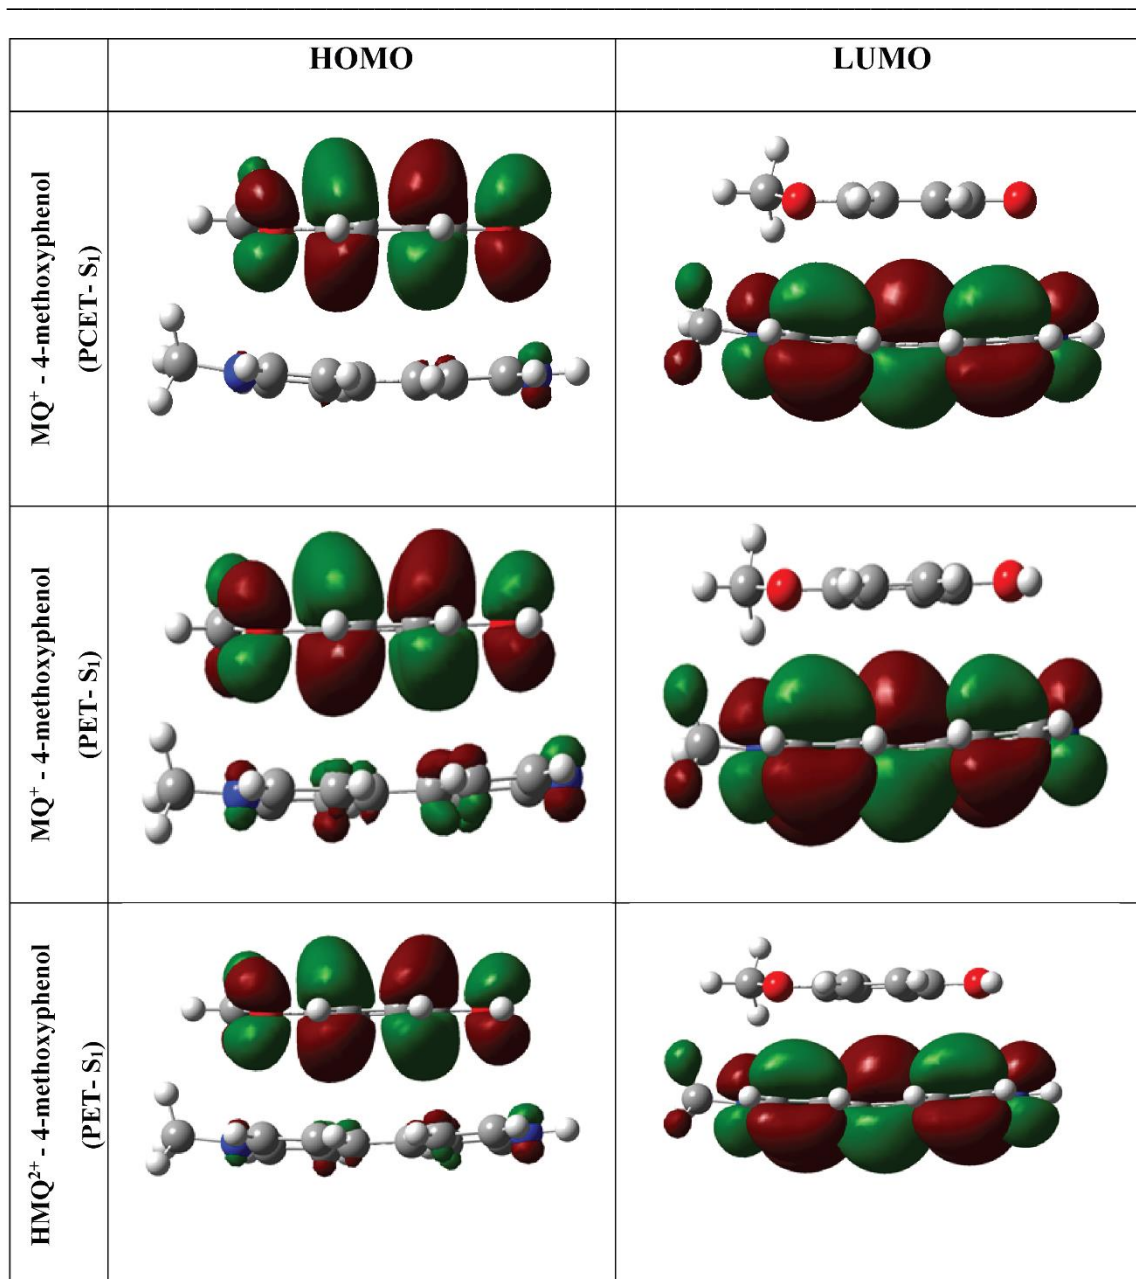 HOMO
LUMO
MQ⁺ - 4-methoxyphenol
(PCET- S₁)
MQ⁺ - 4-methoxyphenol
(PET- S₁)
HMQ²⁺ - 4-methoxyphenol
(PET- S₁)